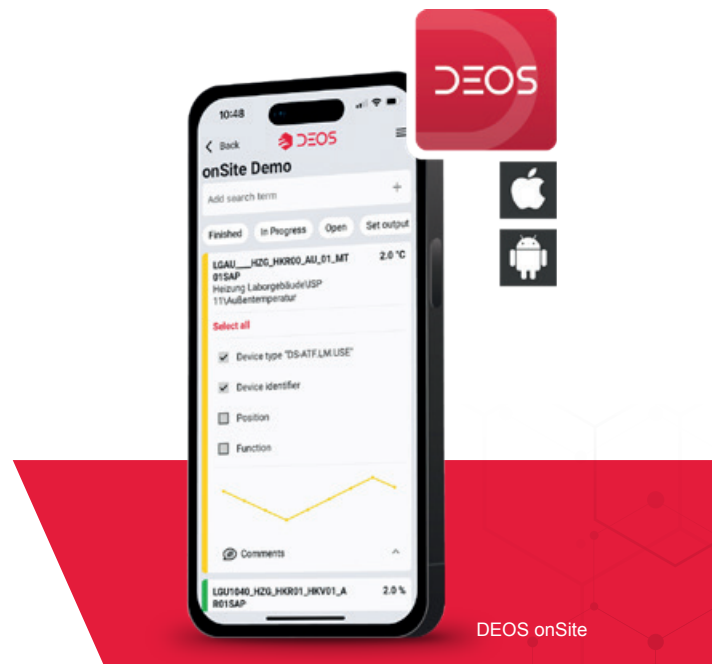 DEOS
10:48
Back
DEOS
onSite Demo
Add search term
Finished
In Progress
Open
Set output
LGAU___HZG_HKR00_AU_01_MT
01SAP
2.0 °C
Heizung Laborgebäude\ISP
11\Außentemperatur
Select all
Device type "DS-ATF.LM.USE"
Device identifier
Position
Function
Comments
LGU1040_HZG_HKR01_HKV01_A
R01SAP
2.0 %
DEOS onSite